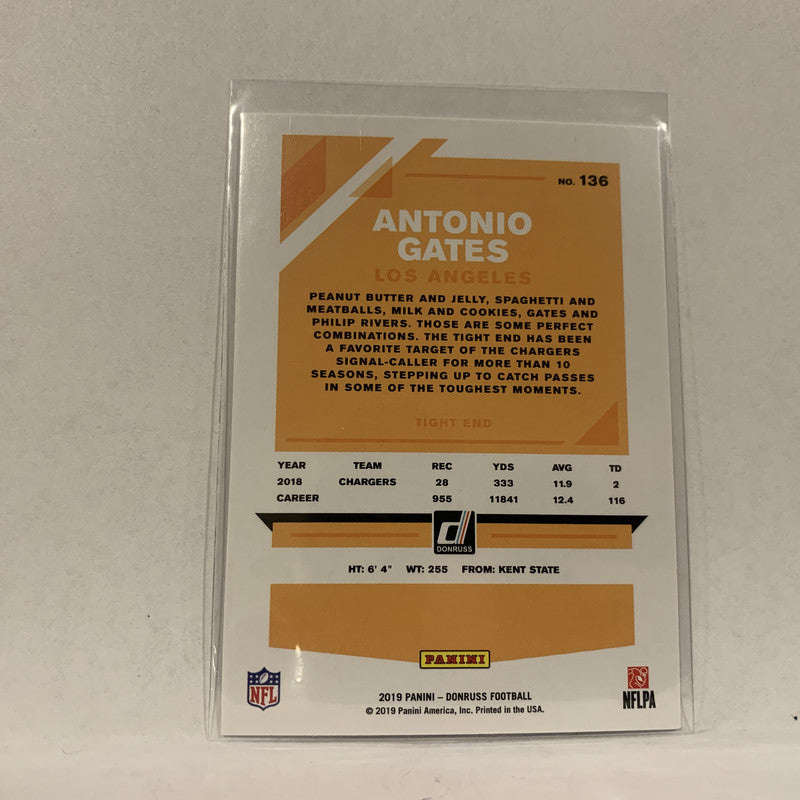 NO. 136
ANTONIO
GATES
LOS ANGELES
PEANUT BUTTER AND JELLY, SPAGHETTI AND
MEATBALLS, MILK AND COOKIES, GATES AND
PHILIP RIVERS. THOSE ARE SOME PERFECT
COMBINATIONS. THE TIGHT END HAS BEEN
A FAVORITE TARGET OF THE CHARGERS
SIGNAL-CALLER FOR MORE THAN 10
SEASONS, STEPPING UP TO CATCH PASSES
IN SOME OF THE TOUGHEST MOMENTS.
TIGHT END
YEAR TEAM REC YDS AVG TD
2018 CHARGERS 28 333 11.9 2
CAREER 955 11841 12.4 116
d
DONRUSS
HT: 6' 4" WT: 255 FROM: KENT STATE
PANINI
NFL
NFLPA
2019 PANINI – DONRUSS FOOTBALL
© 2019 Panini America, Inc. Printed in the USA.